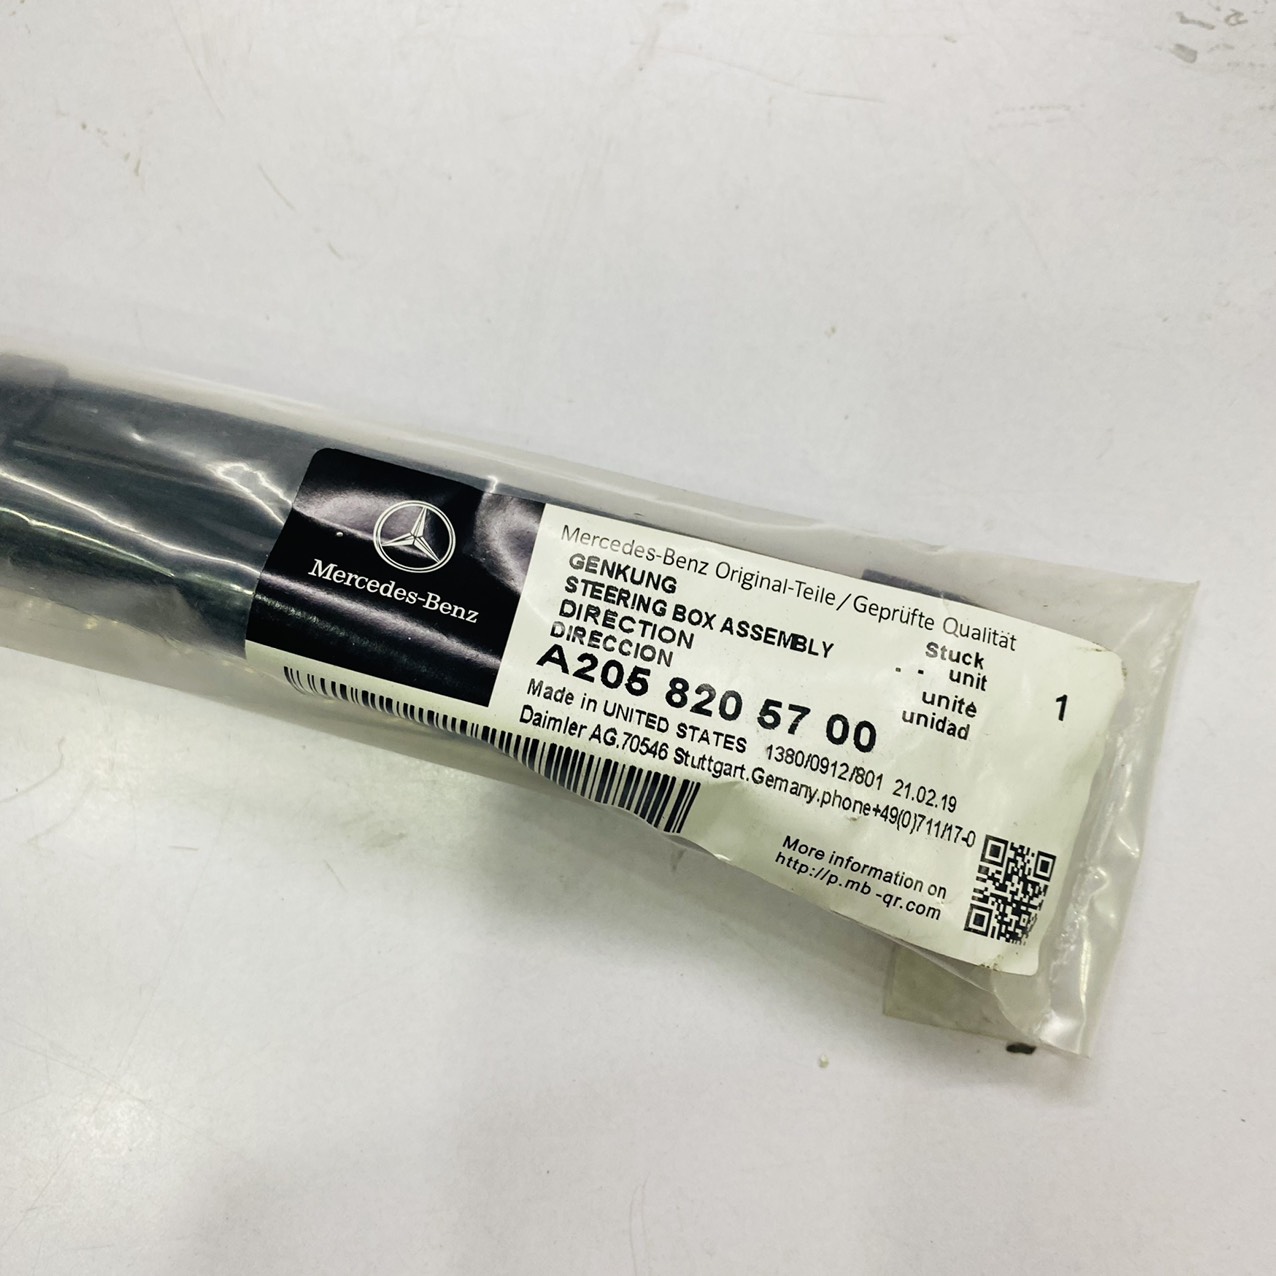 Mercedes-Benz
Mercedes-Benz Original-Teile/Geprüfte Qualität
GENKUNG
STEERING BOX ASSEMBLY
DIRECTION
DIRECCION
Stuck
- - unit
unité
unidad
1
A205 820 57 00
Made in UNITED STATES 1380/0912/801 21.02.19
Daimler AG.70546 Stuttgart.Gemany.phone+49(0)711/17-0
More information on
http://p.mb -qr.com